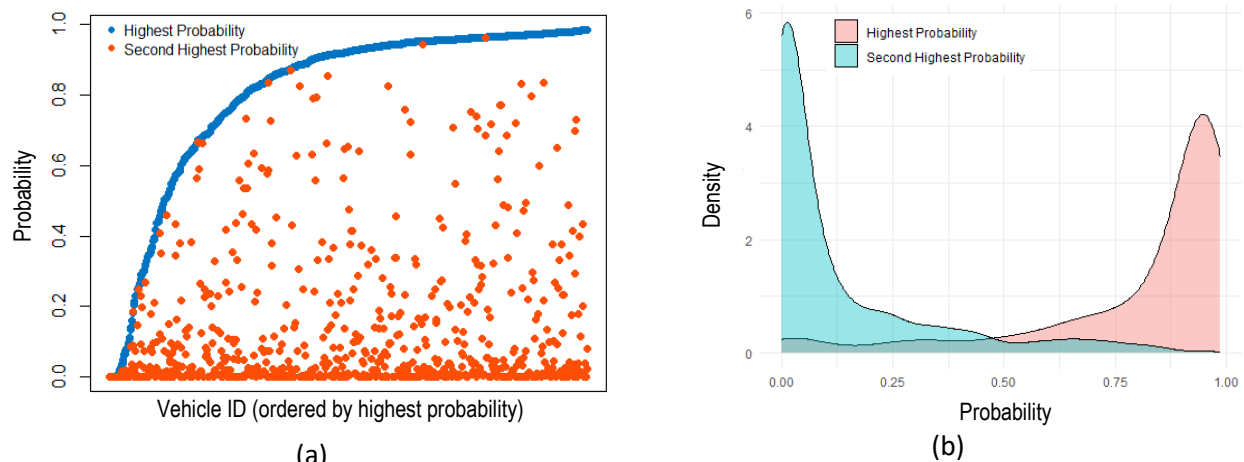 1.0
0.8
0.6
0.4
0.2
0.0
Probability
Highest Probability
Second Highest Probability
Vehicle ID (ordered by highest probability)
(a)
6
4
2
0
Density
Highest Probability
Second Highest Probability
0.00
0.25
0.50
0.75
1.00
Probability
(b)